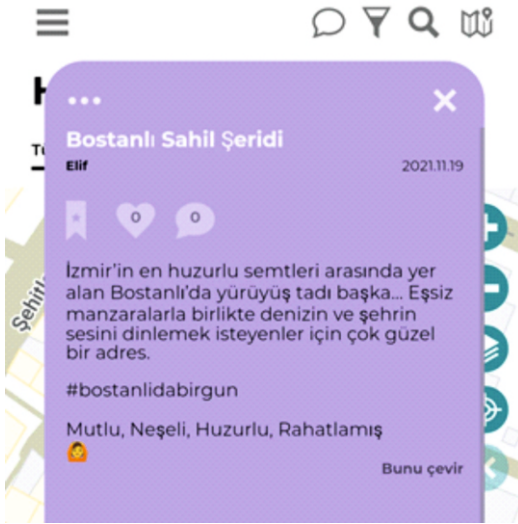 H
Tü
Bostanlı Sahil Şeridi
Elif 2021.11.19
0 0
İzmir'in en huzurlu semtleri arasında yer
alan Bostanlı'da yürüyüş tadı başka... Eşsiz
manzaralarla birlikte denizin ve şehrin
sesini dinlemek isteyenler için çok güzel
bir adres.
#bostanlidabirgun
Mutlu, Neşeli, Huzurlu, Rahatlamış
🙆
Bunu çevir
Şehitl